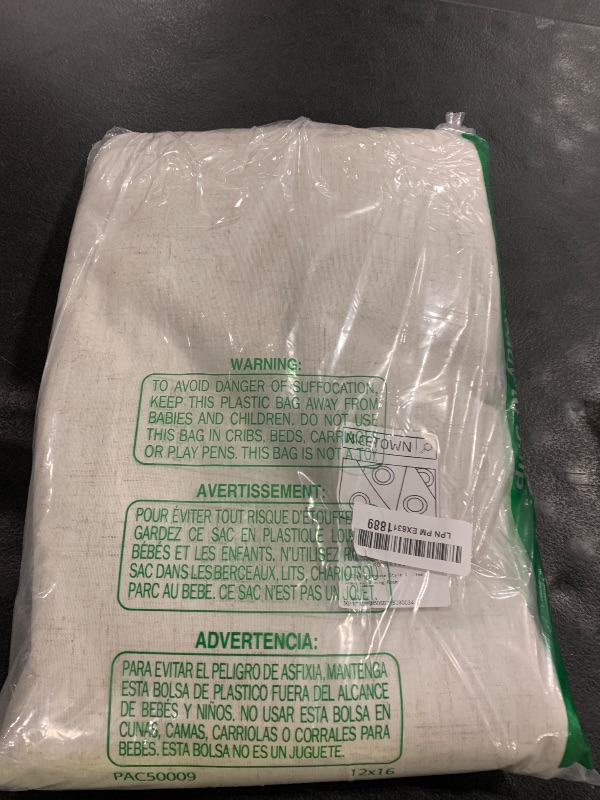 WARNING:
TO AVOID DANGER OF SUFFOCATION,
KEEP THIS PLASTIC BAG AWAY FROM
BABIES AND CHILDREN. DO NOT USE
THIS BAG IN CRIBS, BEDS, CARR
OR PLAY PENS. THIS BAG IS NOT A TOY
NICETOWN
LPN PM EX6311889
AVERTISSEMENT:
POUR ÉVITER TOUT RISQUE D'ÉTOUFFE
GARDEZ CE SAC EN PLASTIQUE LOI
BÉBÉS ET LES ENFANTS. N'UTILISEZ
SAC DANS LES BERCEAUX, LITS, CHARIOTS OU
PARC AU BEBE. CE SAC N'EST PAS UN JOUET.
ADVERTENCIA:
PARA EVITAR EL PELIGRO DE ASFIXIA, MANTENGA
ESTA BOLSA DE PLASTICO FUERA DEL ALCANCE
DE BEBÉS Y NIÑOS. NO USAR ESTA BOLSA EN
CUNAS, CAMAS, CARRIOLAS O CORRALES PARA
BEBÉS. ESTA BOLSA NO ES UN JUGUETE.
PAC50009 12x16